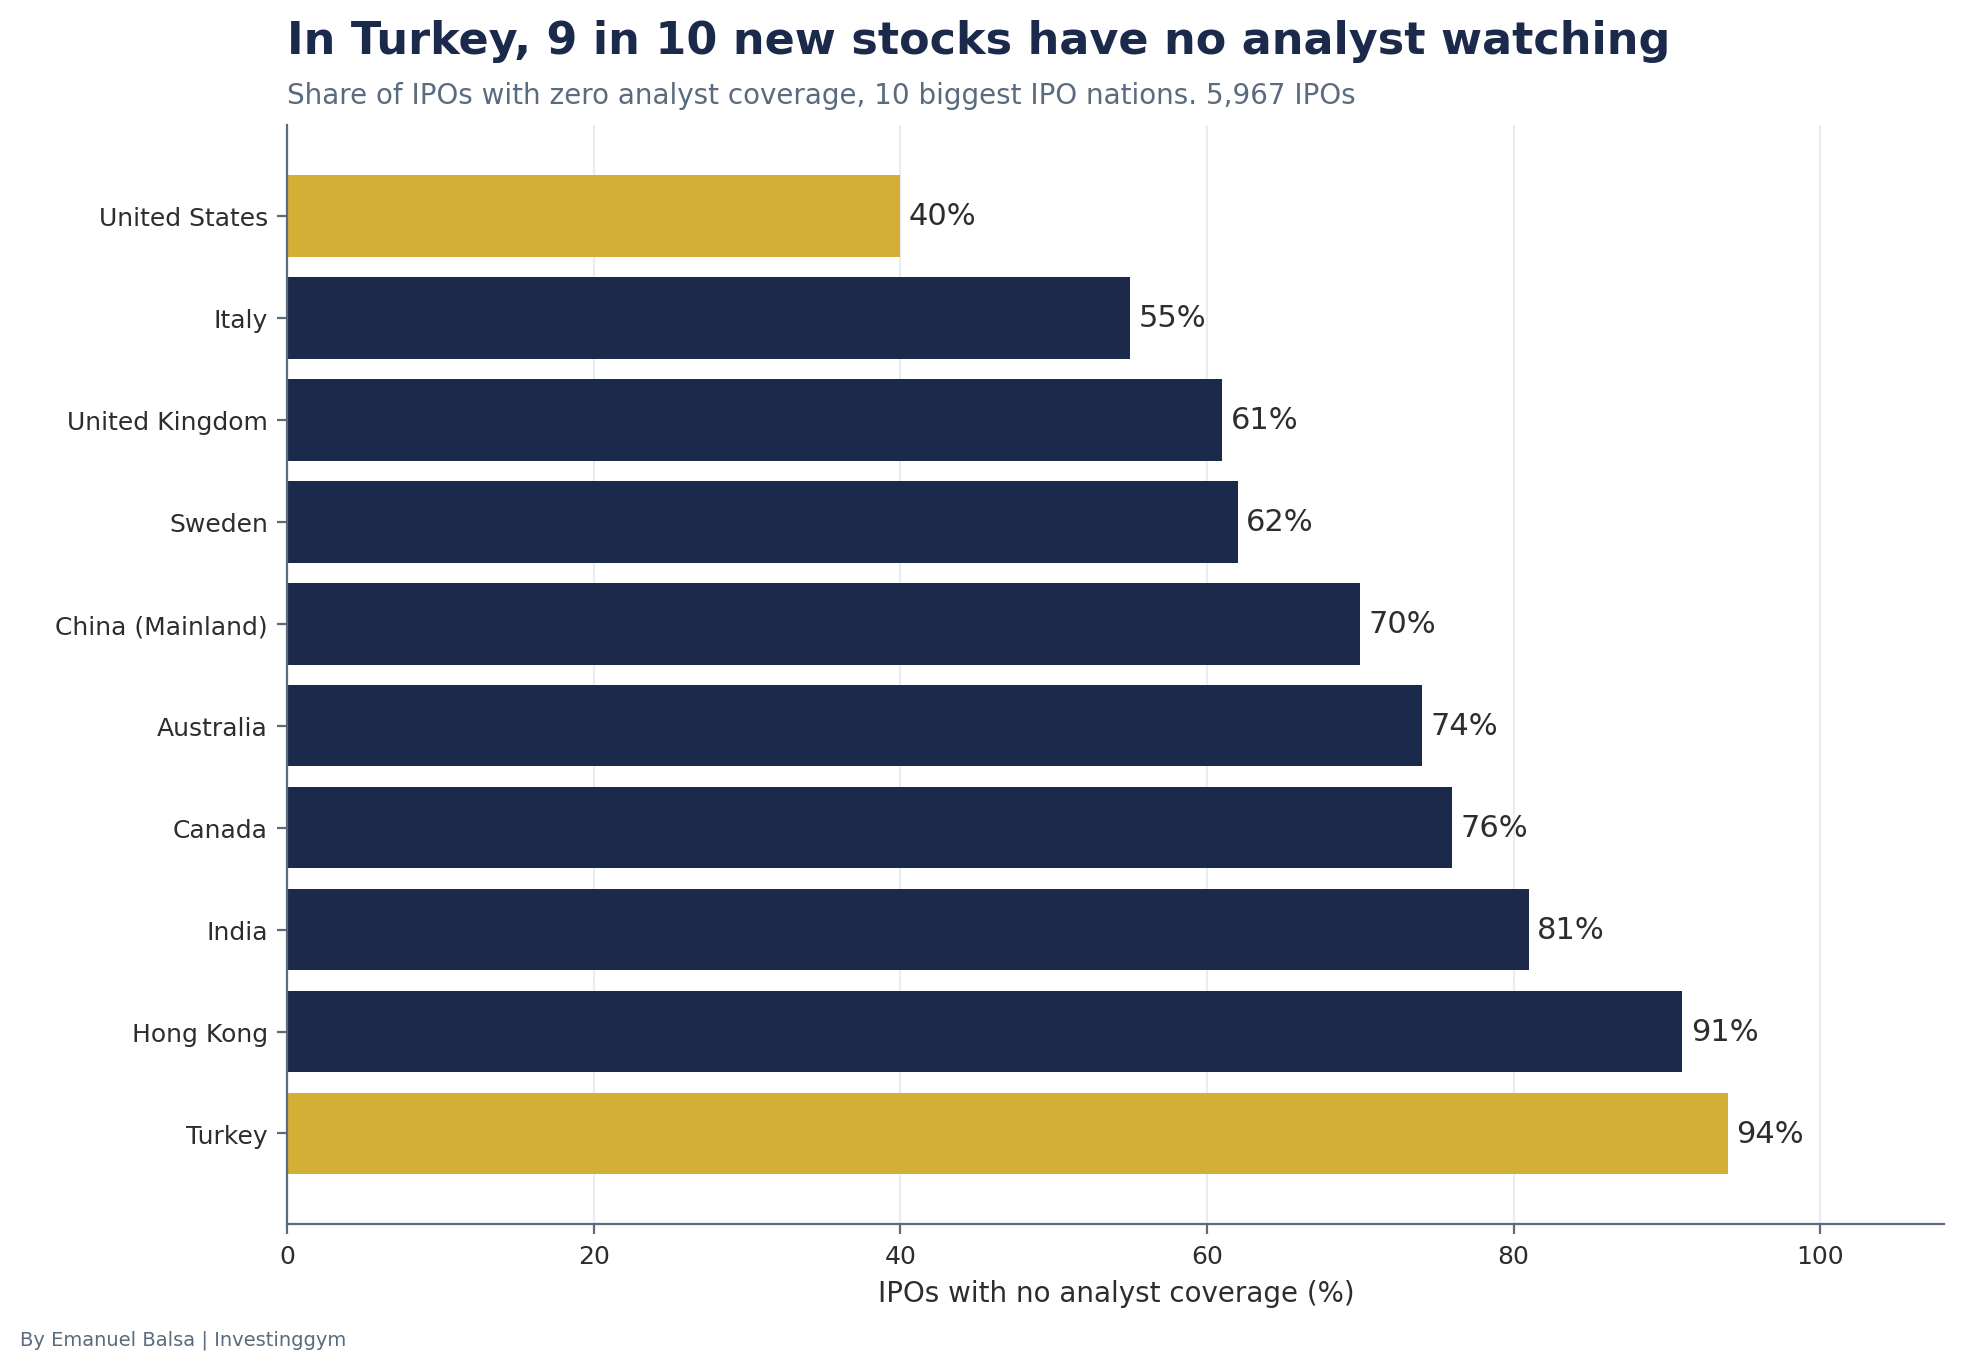 In Turkey, 9 in 10 new stocks have no analyst watching
Share of IPOs with zero analyst coverage, 10 biggest IPO nations. 5,967 IPOs
United States 40%
Italy 55%
United Kingdom 61%
Sweden 62%
China (Mainland) 70%
Australia 74%
Canada 76%
India 81%
Hong Kong 91%
Turkey 94%
0 20 40 60 80 100
IPOs with no analyst coverage (%)
By Emanuel Balsa | Investinggym